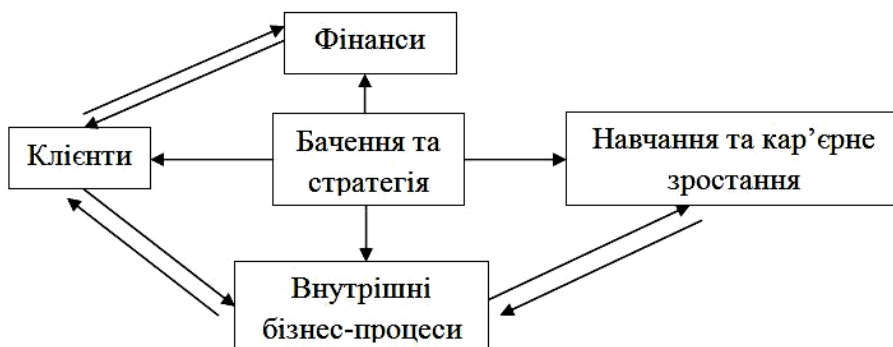 Фінанси
Клієнти
Бачення та
стратегія
Навчання та кар’єрне
зростання
Внутрішні
бізнес-процеси